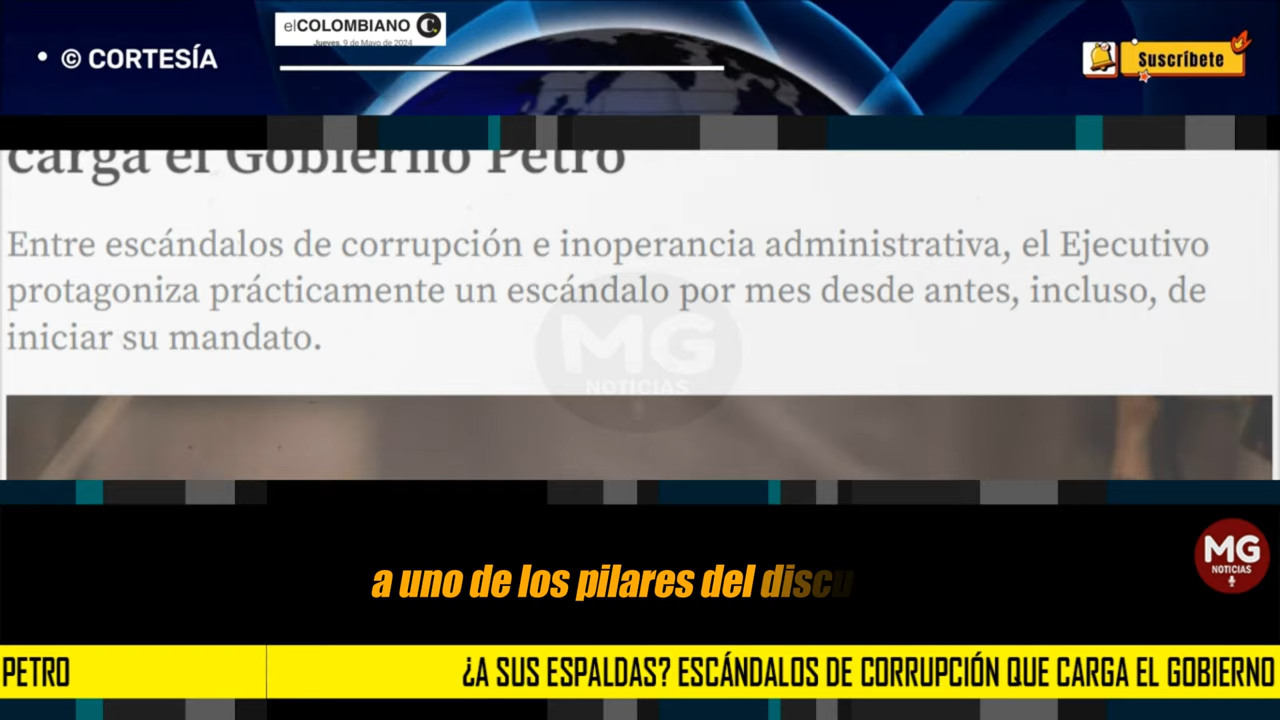 elCOLOMBIANO C
Jueves, 9 de Mayo de 2024
• © CORTESÍA
Suscríbete
carga el Gobierno Petro
Entre escándalos de corrupción e inoperancia administrativa, el Ejecutivo
protagoniza prácticamente un escándalo por mes desde antes, incluso, de
iniciar su mandato.
MG
NOTICIAS
a uno de los pilares del discu
MG
NOTICIAS
PETRO
¿A SUS ESPALDAS? ESCÁNDALOS DE CORRUPCIÓN QUE CARGA EL GOBIERNO